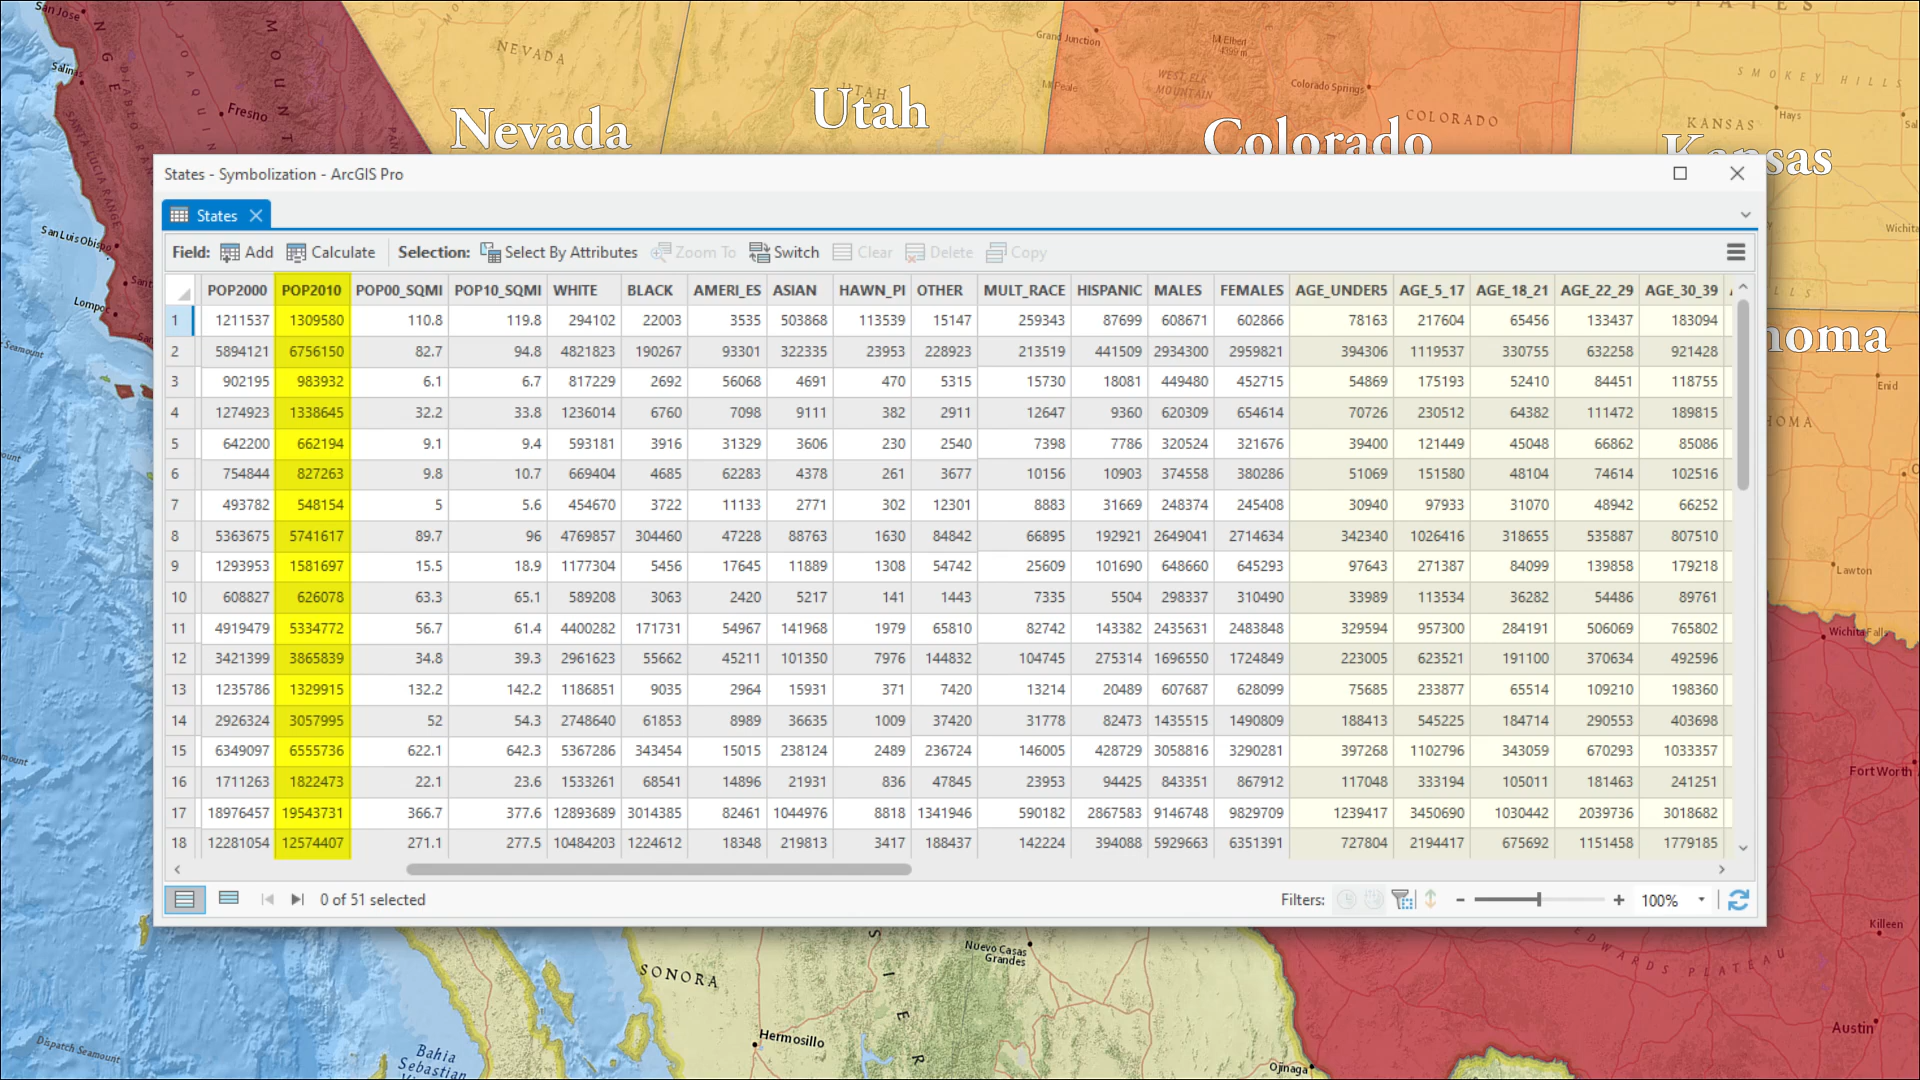 San Jose
NEVADA
Grand Junction
Mt Elbert
4399 m
STATES
SMOKEY HILLS
Salinas
Fresno
Nevada
Utah
UTAH
Mt Peale
WEST ELK
MOUNTAIN
Colorado Springs
COLORADO
Colorado
KANSAS
Hays
Kansas
SANTA LUCIA RANGE
San Luis Obispo
Lompoc
Wichita
States - Symbolization - ArcGIS Pro
States
Field: Add Calculate Selection: Select By Attributes Zoom To Switch Clear Delete Copy
POP2000 POP2010 POP00_SQMI POP10_SQMI WHITE BLACK AMERI_ES ASIAN HAWN_PI OTHER MULT_RACE HISPANIC MALES FEMALES AGE_UNDER5 AGE_5_17 AGE_18_21 AGE_22_29 AGE_30_39
1 1211537 1309580 110.8 119.8 294102 22003 3535 503868 113539 15147 259343 87699 608671 602866 78163 217604 65456 133437 183094
2 5894121 6756150 82.7 94.8 4821823 190267 93301 322335 23953 228923 213519 441509 2934300 2959821 394306 1119537 330755 632258 921428
3 902195 983932 6.1 6.7 817229 2692 56068 4691 470 5315 15730 18081 449480 452715 54869 175193 52410 84451 118755
4 1274923 1338645 32.2 33.8 1236014 6760 7098 9111 382 2911 12647 9360 620309 654614 70726 230512 64382 111472 189815
5 642200 662194 9.1 9.4 593181 3916 31329 3606 230 2540 7398 7786 320524 321676 39400 121449 45048 66862 85086
6 754844 827263 9.8 10.7 669404 4685 62283 4378 261 3677 10156 10903 374558 380286 51069 151580 48104 74614 102516
7 493782 548154 5 5.6 454670 3722 11133 2771 302 12301 8883 31669 248374 245408 30940 97933 31070 48942 66252
8 5363675 5741617 89.7 96 4769857 304460 47228 88763 1630 84842 66895 192921 2649041 2714634 342340 1026416 318655 535887 807510
9 1293953 1581697 15.5 18.9 1177304 5456 17645 11889 1308 54742 25609 101690 648660 645293 97643 271387 84099 139858 179218
10 608827 626078 63.3 65.1 589208 3063 2420 5217 141 1443 7335 5504 298337 310490 33989 113534 36282 54486 89761
11 4919479 5334772 56.7 61.4 4400282 171731 54967 141968 1979 65810 82742 143382 2435631 2483848 329594 957300 284191 506069 765802
12 3421399 3865839 34.8 39.3 2961623 55662 45211 101350 7976 144832 104745 275314 1696550 1724849 223005 623521 191100 370634 492596
13 1235786 1329915 132.2 142.2 1186851 9035 2964 15931 371 7420 13214 20489 607687 628099 75685 233877 65514 109210 198360
14 2926324 3057995 52 54.3 2748640 61853 8989 36635 1009 37420 31778 82473 1435515 1490809 188413 545225 184714 290553 403698
15 6349097 6555736 622.1 642.3 5367286 343454 15015 238124 2489 236724 146005 428729 3058816 3290281 397268 1102796 343059 670293 1033357
16 1711263 1822473 22.1 23.6 1533261 68541 14896 21931 836 47845 23953 94425 843351 867912 117048 333194 105011 181463 241251
17 18976457 19543731 366.7 377.6 12893689 3014385 82461 1044976 8818 1341946 590182 2867583 9146748 9829709 1239417 3450690 1030442 2039736 3018682
18 12281054 12574407 271.1 277.5 10484203 1224612 18348 219813 3417 188437 142224 394088 5929663 6351391 727804 2194417 675692 1151458 1779185
0 of 51 selected
Filters: - + 100%
Seamount
homa
Enid
HOMA
Lawton
Wichita Falls
Fort Worth
Killeen
EDWARDS PLATEAU
Austin
SONORA
Nuevo Casas
Grandes
Hermosillo
Ojinaga
Dispatch Seamount
Bahía
Sebastian